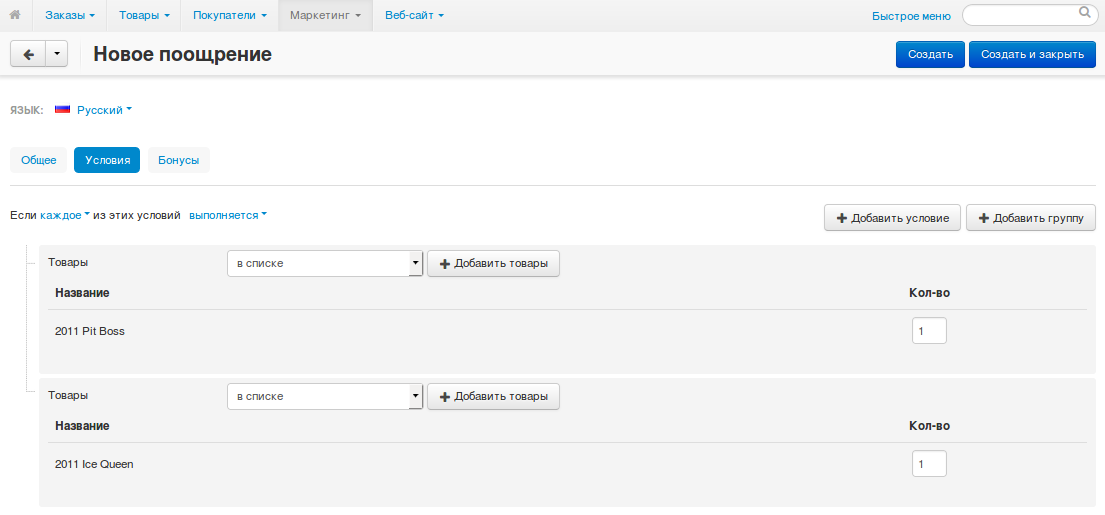 Заказы Товары Покупатели Маркетинг Веб-сайт Быстрое меню
Новое поощрение Создать Создать и закрыть
ЯЗЫК: Русский
Общее Условия Бонусы
Если каждое из этих условий выполняется Добавить условие Добавить группу
Товары в списке Добавить товары
Название Кол-во
2011 Pit Boss 1
Товары в списке Добавить товары
Название Кол-во
2011 Ice Queen 1